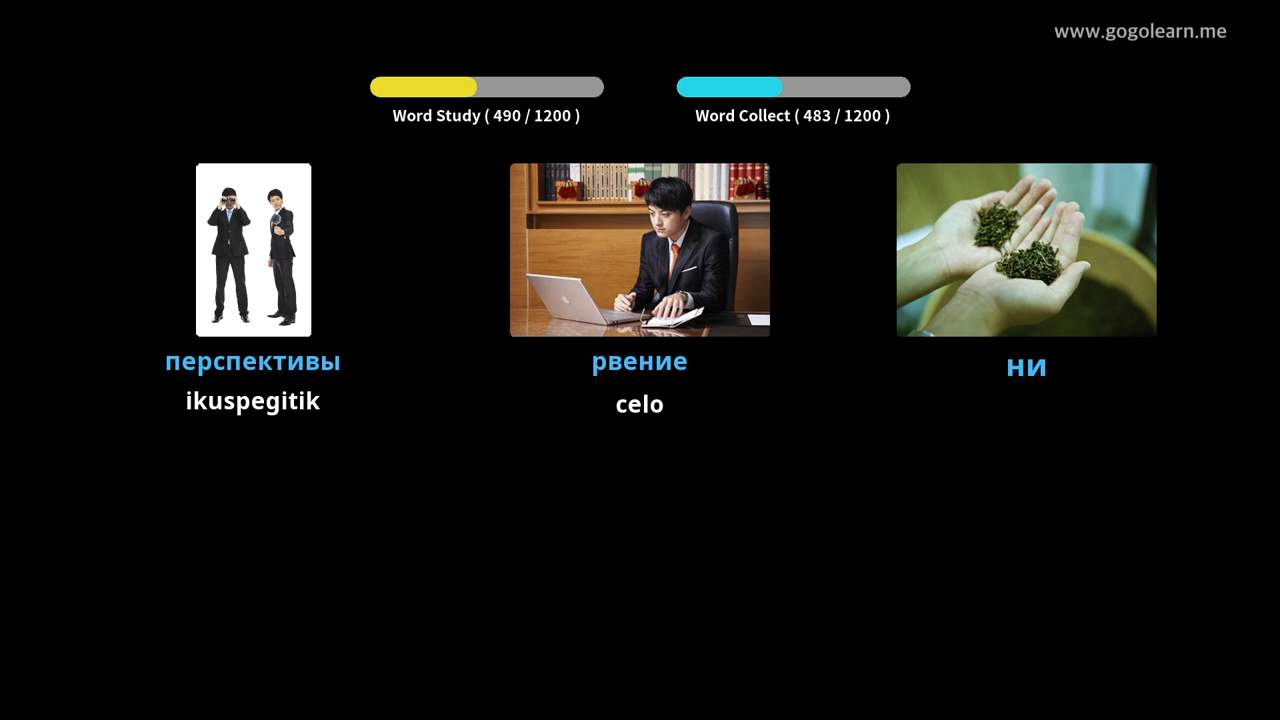 www.gogolearn.me
Word Study ( 490 / 1200 )
Word Collect ( 483 / 1200 )
перспективы
ikuspegitik
рвение
celo
ни